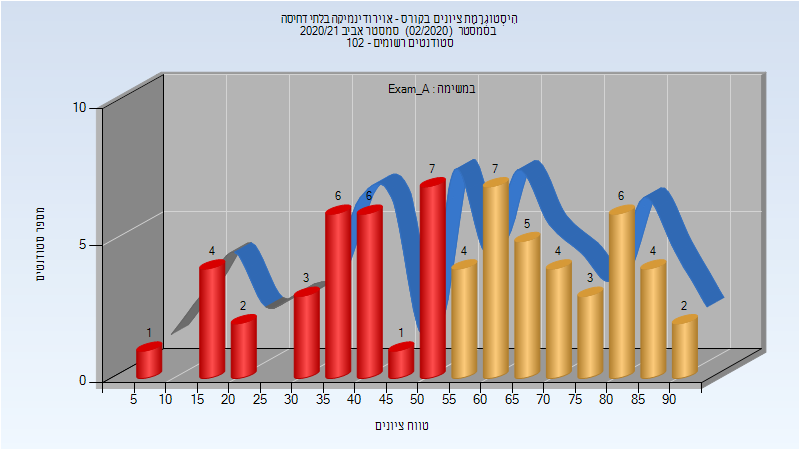 היסטוגרמת ציונים בקורס - אוירודינמיקה בלתי דחיסה
בסמסטר (02/2020) סמסטר אביב 2020/21
סטודנטים רשומים - 102
במשימה : Exam_A
מספר סטודנטים
10
5
0
1
4
2
3
6
6
1
7
4
7
5
4
3
6
4
2
5 10 15 20 25 30 35 40 45 50 55 60 65 70 75 80 85 90
טווח ציונים